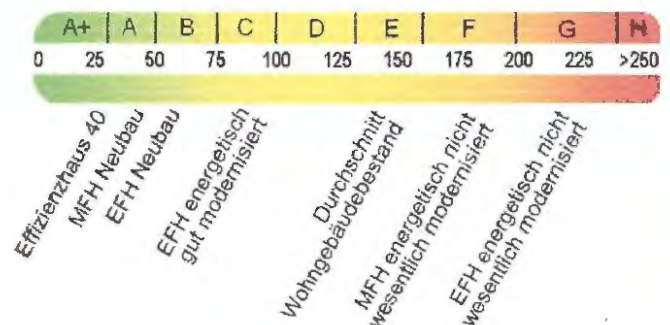 A+ A B C D E F G H
0 25 50 75 100 125 150 175 200 225 >250
Effizienzhaus 40
MFH Neubau
EFH Neubau
EFH energetisch
gut modernisiert
Durchschnitt
Wohngebäudebestand
MFH energetisch nicht
wesentlich modernisiert
EFH energetisch nicht
wesentlich modernisiert